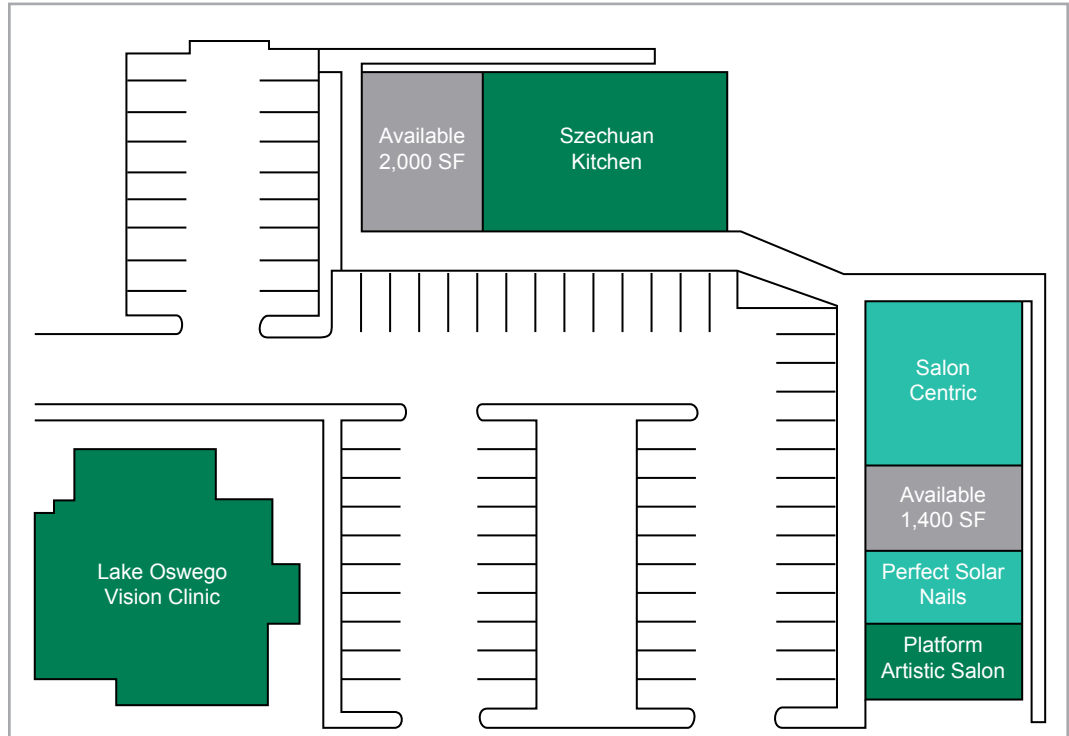 Available
2,000 SF
Szechuan
Kitchen
Salon
Centric
Available
1,400 SF
Perfect Solar
Nails
Platform
Artistic Salon
Lake Oswego
Vision Clinic